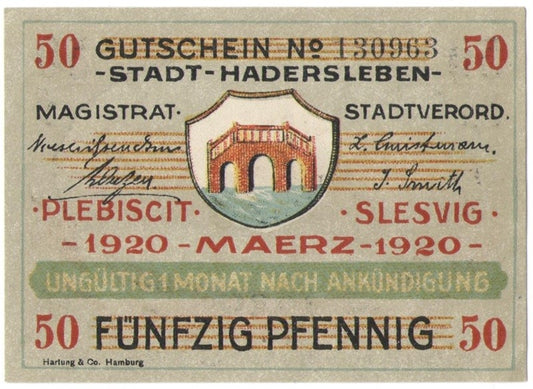 50 GUTSCHEIN No 130963 50
-STADT-HADERSLEBEN-
MAGISTRAT· STADTVERORD.
J. Smith
·PLEBISCIT· ·SLESVIG·
-1920-MAERZ-1920-
UNGÜLTIG 1 MONAT NACH ANKÜNDIGUNG
50 FÜNFZIG PFENNIG 50
Hartung & Co. Hamburg